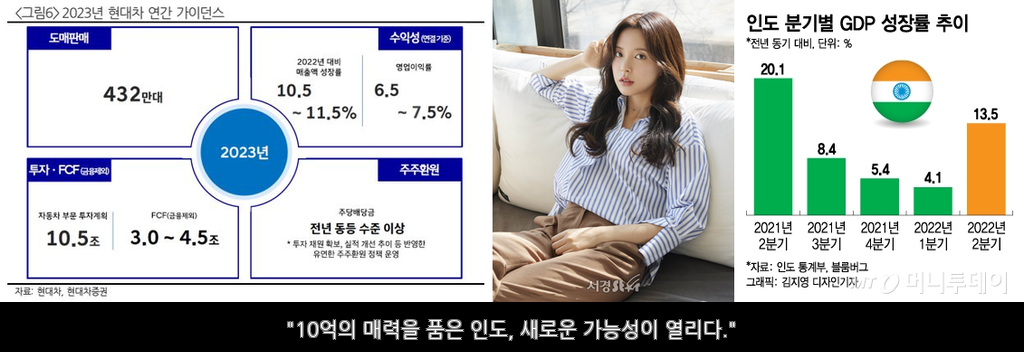 <그림6> 2023년 현대차 연간 가이던스
도매판매
432만대
수익성(연결 기준)
2022년 대비
매출액 성장률
10.5
~ 11.5%
영업이익률
6.5
~ 7.5%
2023년
투자 · FCF(금융제외)
자동차 부문 투자계획
10.5조
FCF(금융제외)
3.0 ~ 4.5조
주주환원
주당배당금
전년 동등 수준 이상
* 투자 재원 확보, 실적 개선 추이 등 반영한
유연한 주주환원 정책 운영
자료: 현대차, 현대차증권
서경스타
인도 분기별 GDP 성장률 추이
*전년 동기 대비, 단위: %
20.1
8.4
5.4
4.1
13.5
2021년
2분기
2021년
3분기
2021년
4분기
2022년
1분기
2022년
2분기
*자료: 인도 통계부, 블룸버그
그래픽: 김지영 디자인기자
머니투데이
"10억의 매력을 품은 인도, 새로운 가능성이 열리다."